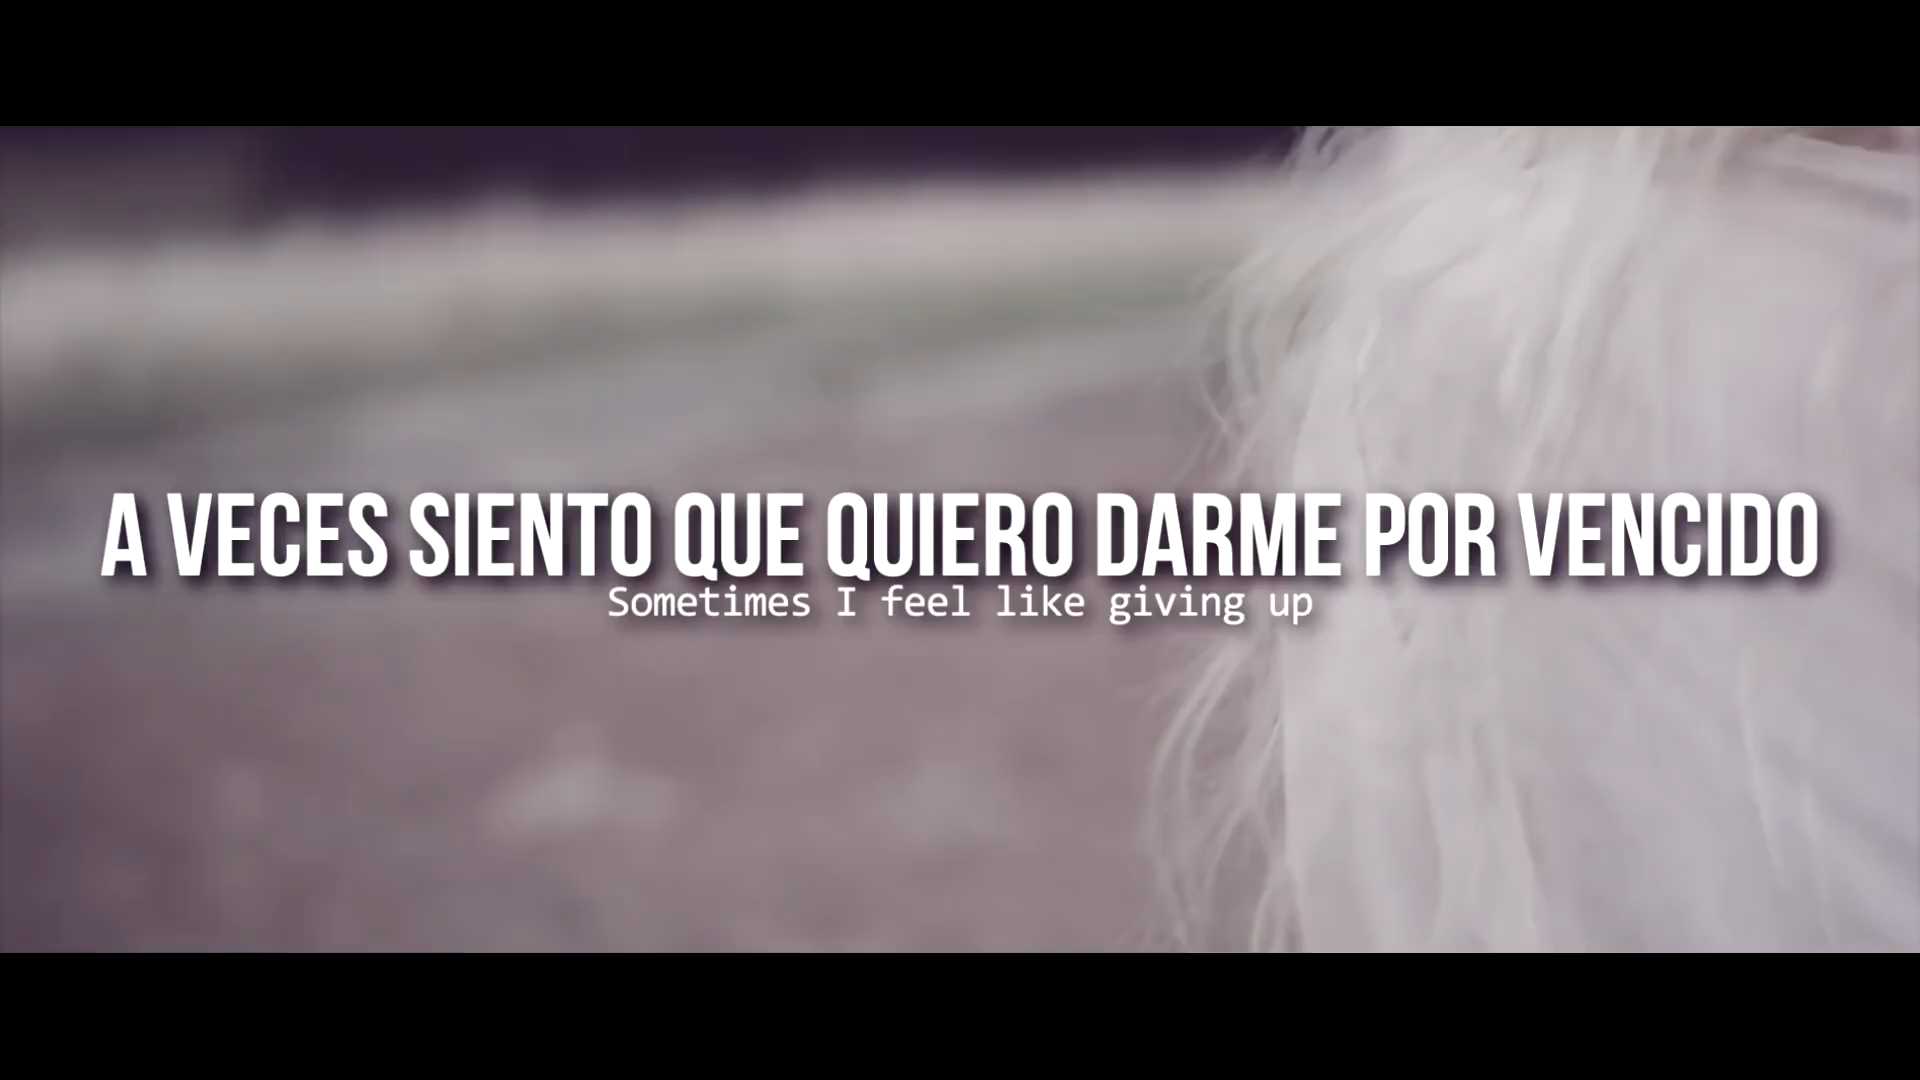 A VECES SIENTO QUE QUIERO DARME POR VENCIDO
Sometimes I feel like giving up